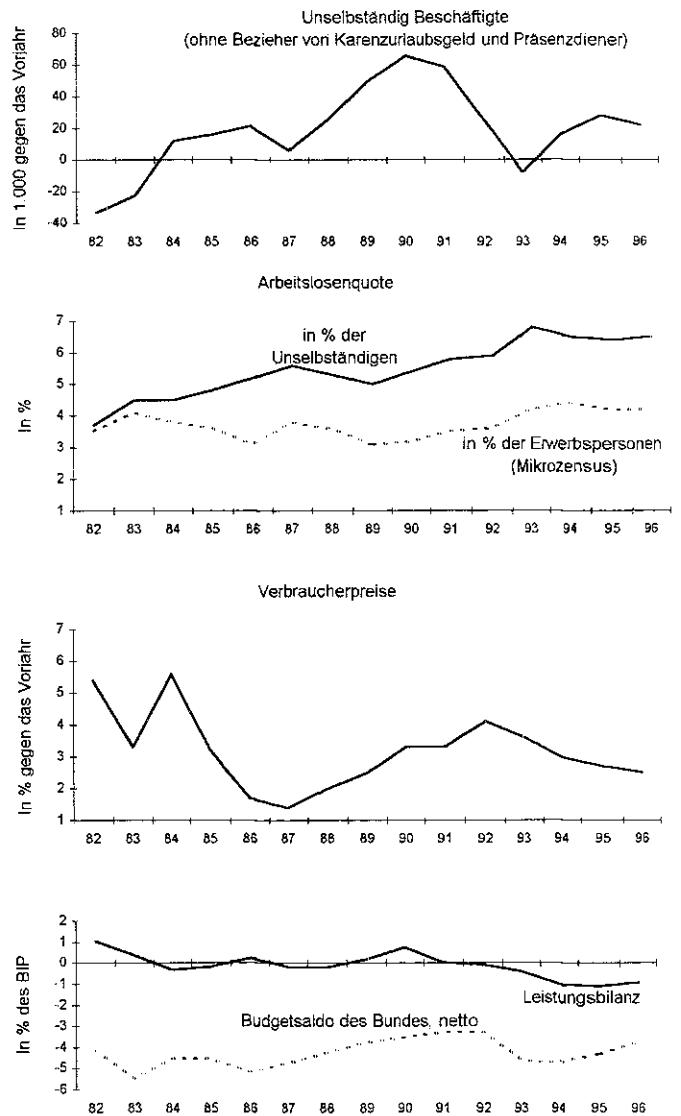 Unselbständig Beschäftigte
(ohne Bezieher von Karenzurlaubsgeld und Präsenzdiener)
In 1.000 gegen das Vorjahr
80
60
40
20
0
-20
-40
82 83 84 85 86 87 88 89 90 91 92 93 94 95 96
Arbeitslosenquote
In %
7
6
5
4
3
2
1
in % der
Unselbständigen
In % der Erwerbspersonen
(Mikrozensus)
82 83 84 85 86 87 88 89 90 91 92 93 94 95 96
Verbraucherpreise
In % gegen das Vorjahr
7
6
5
4
3
2
1
82 83 84 85 86 87 88 89 90 91 92 93 94 95 96
In % des BIP
2
1
0
-1
-2
-3
-4
-5
-6
Leistungsbilanz
Budgetsaldo des Bundes, netto
82 83 84 85 86 87 88 89 90 91 92 93 94 95 96